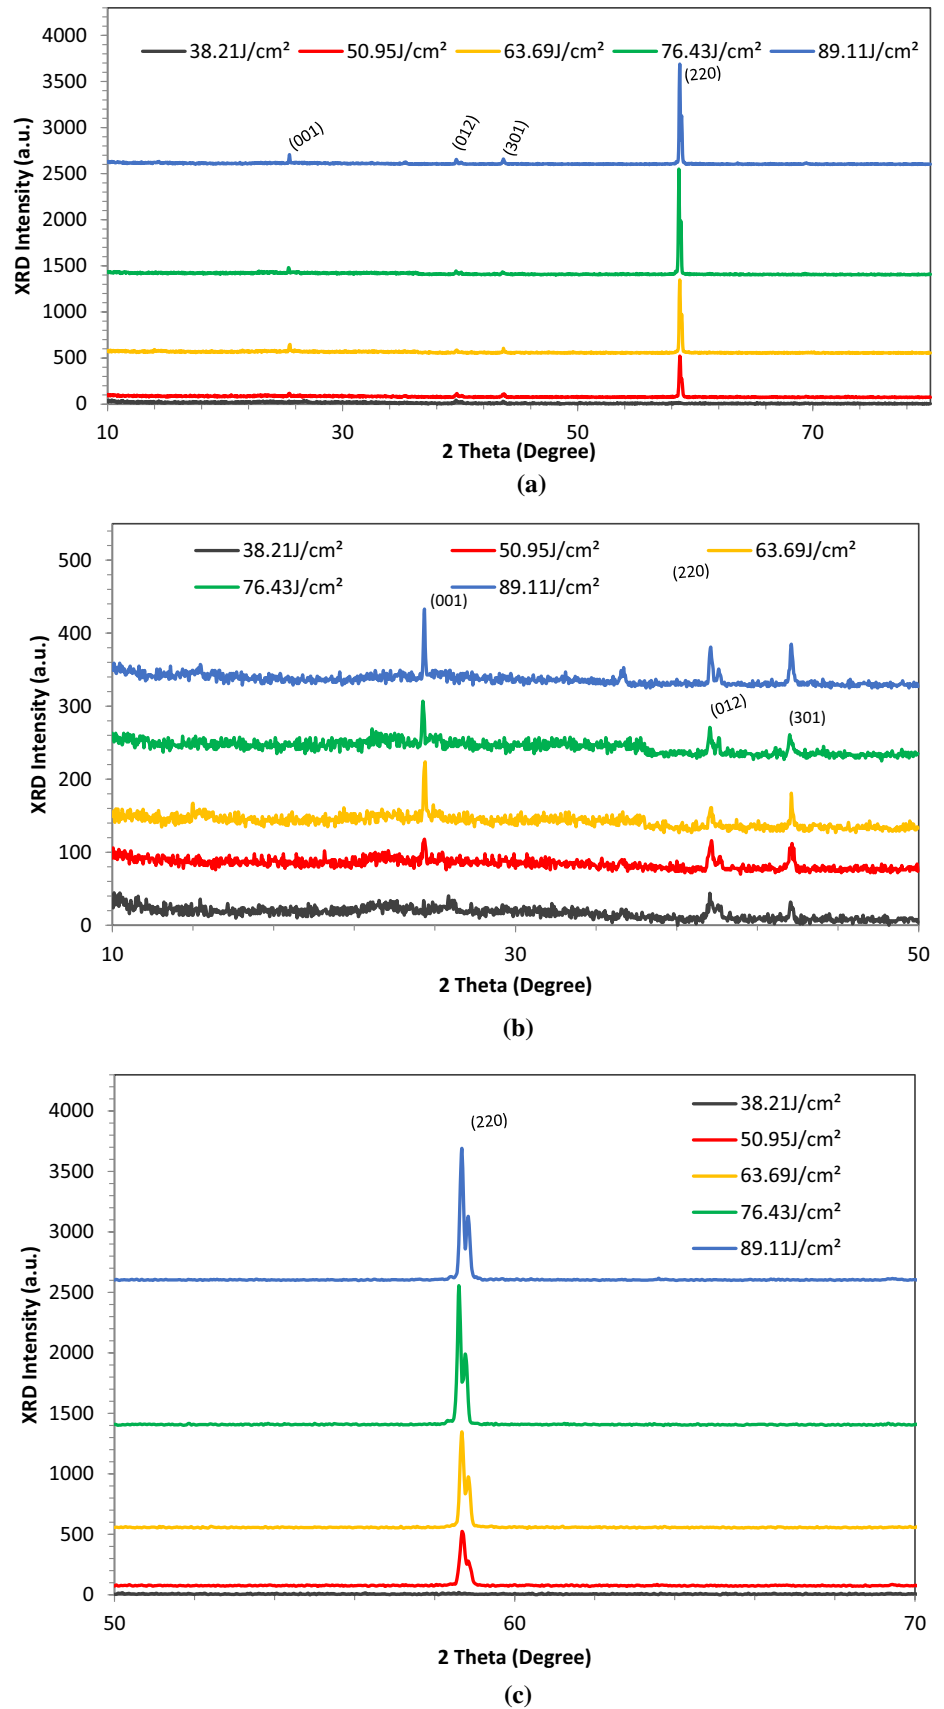 4300
38.21J/cm² 50.95J/cm² 63.69J/cm² 76.43J/cm² 89.11J/cm²
(220)
3500
(001)
(012)
(301)
3000
2500
2000
1500
1000
500
0
XRD Intensity (a.u.)
10 30 50 70
2 Theta (Degree)
(a)
500
38.21J/cm² 50.95J/cm² 63.69J/cm²
76.43J/cm² 89.11J/cm²
(220)
(001)
400
300
(012)
(301)
200
100
0
XRD Intensity (a.u.)
10 30 50
2 Theta (Degree)
(b)
4000
(220)
38.21J/cm²
50.95J/cm²
63.69J/cm²
76.43J/cm²
89.11J/cm²
3500
3000
2500
2000
1500
1000
500
0
XRD Intensity (a.u.)
50 60 70
2 Theta (Degree)
(c)